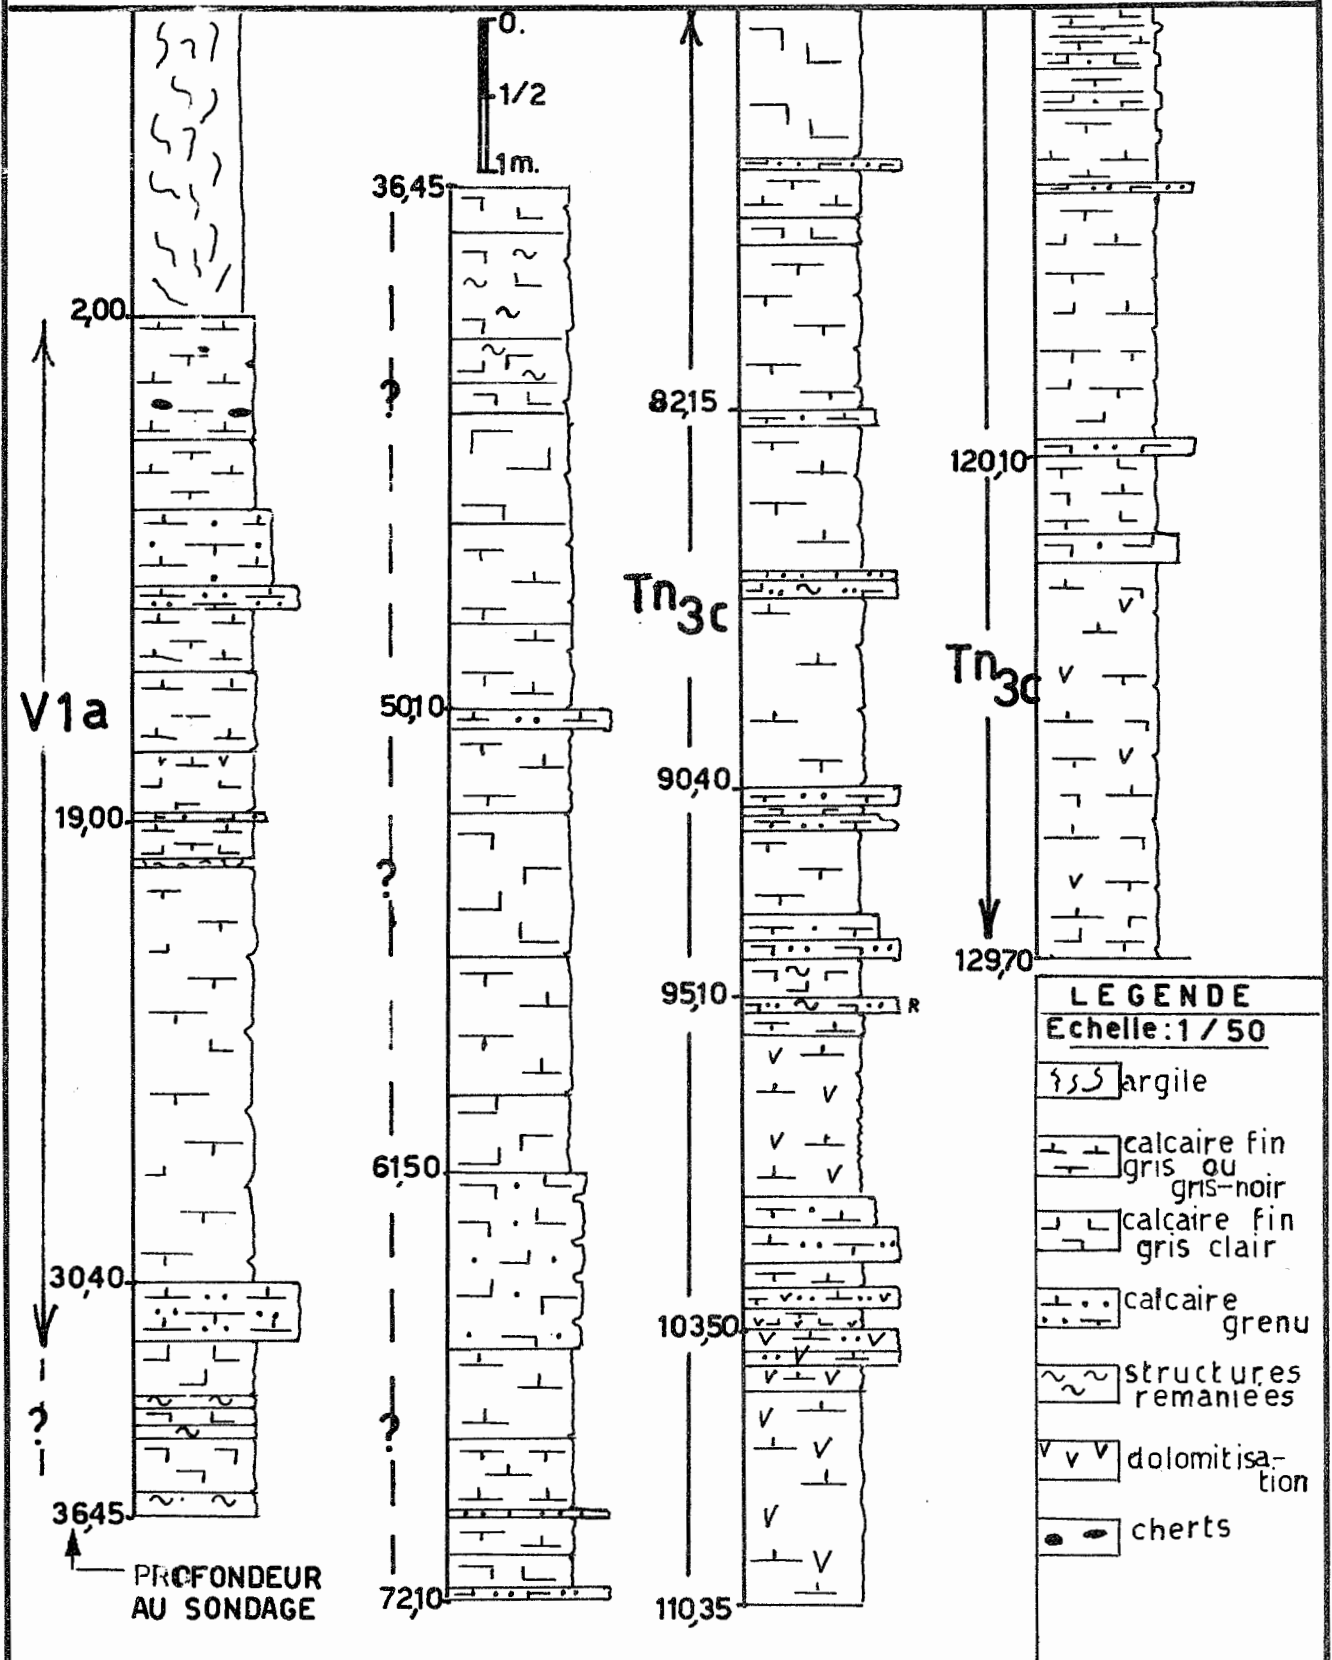 2,00
V1a
19,00
30,40
?
36,45
PROFONDEUR
AU SONDAGE
0.
1/2
1m.
36,45
?
50,10
?
61,50
?
72,10
Tn3c
82,15
90,40
95,10
R
103,50
110,35
120,10
Tn3c
129,70
LEGENDE
Echelle:1/50
argile
calcaire fin
gris ou
gris-noir
calcaire fin
gris clair
calcaire
grenu
structures
remaniées
dolomitisa-
tion
cherts